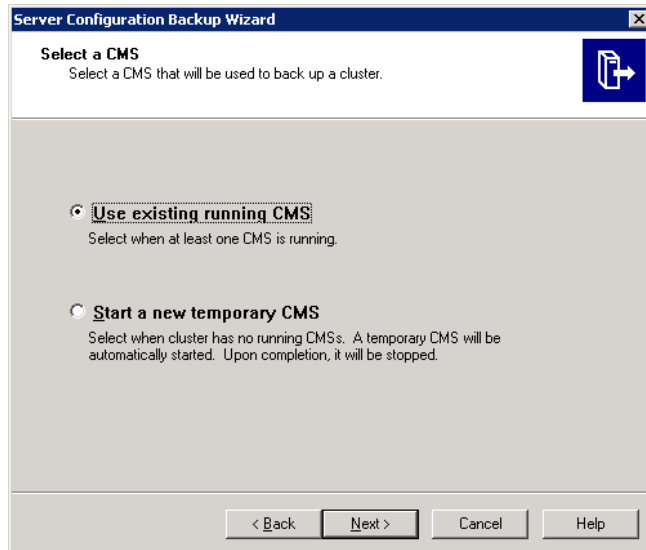 Server Configuration Backup Wizard
Select a CMS
Select a CMS that will be used to back up a cluster.
Use existing running CMS
Select when at least one CMS is running.
Start a new temporary CMS
Select when cluster has no running CMSs. A temporary CMS will be
automatically started. Upon completion, it will be stopped.
< Back Next > Cancel Help